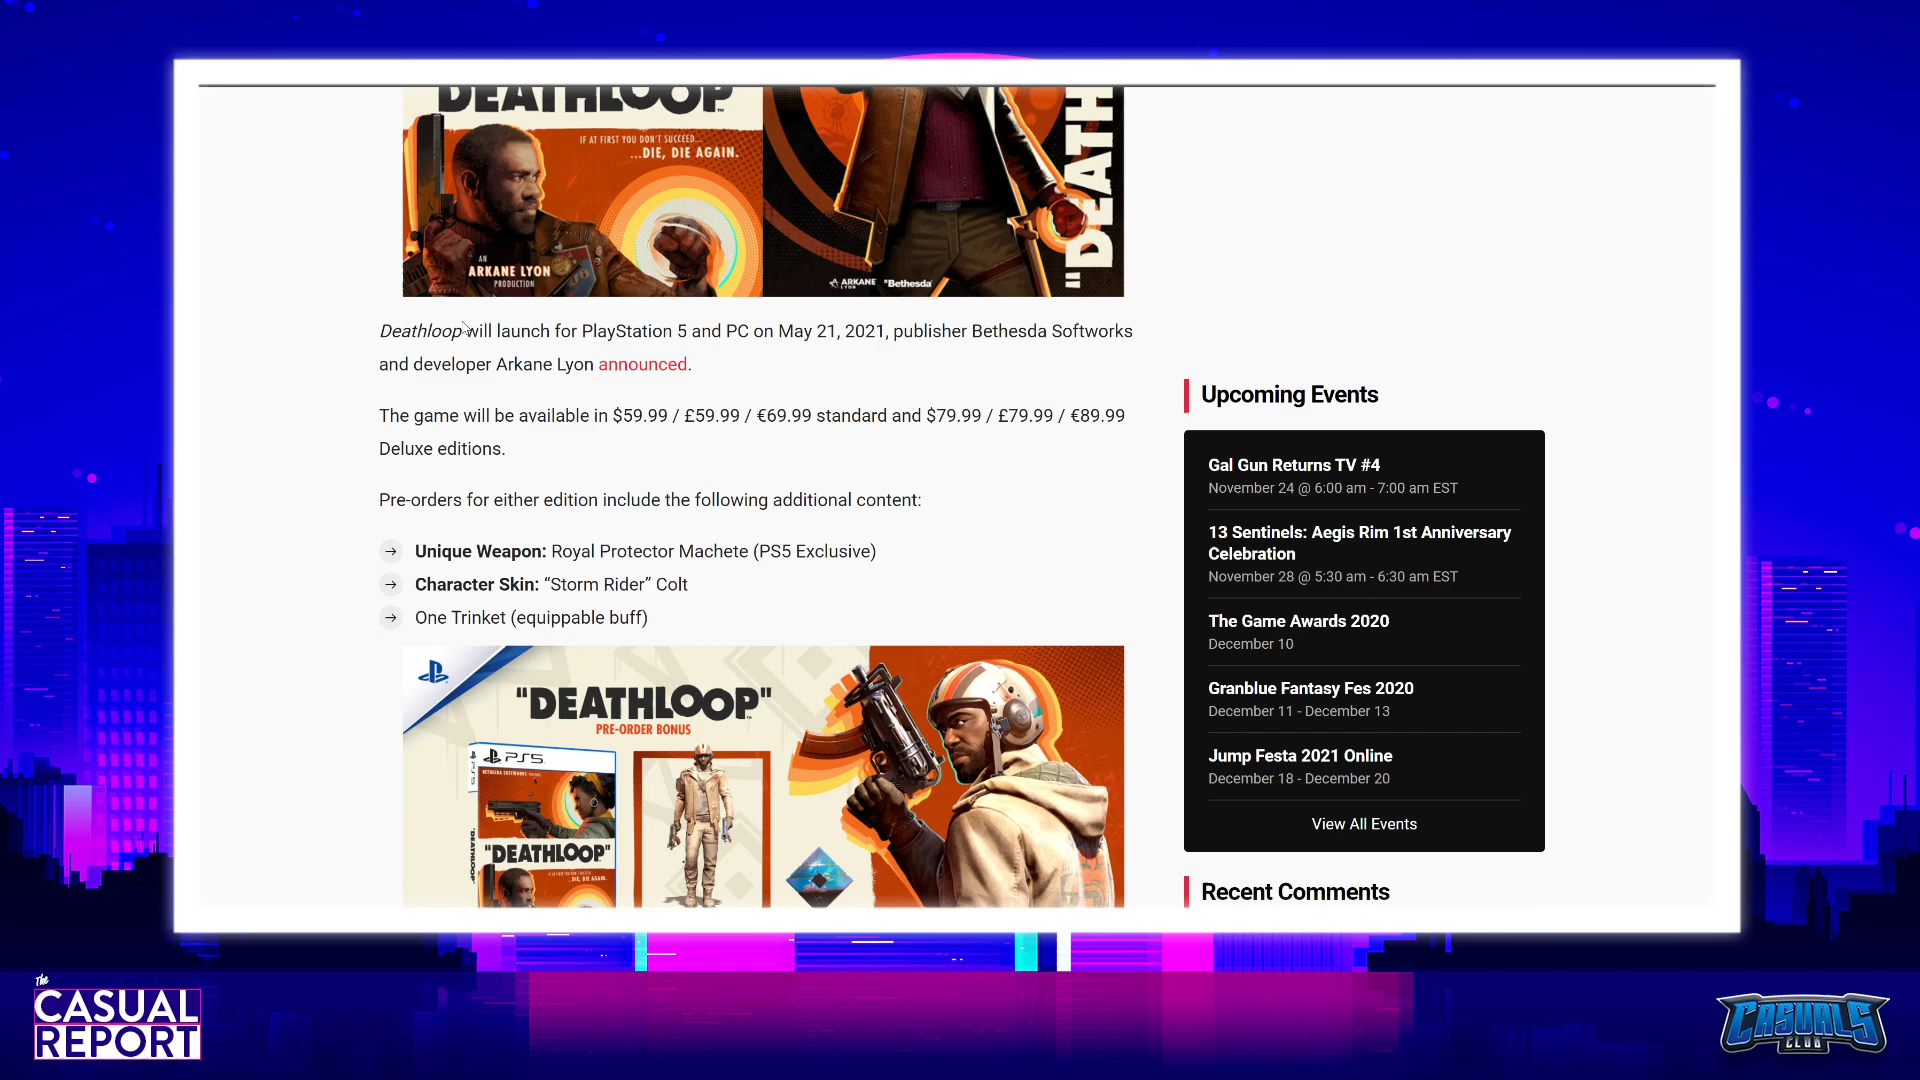 "DEATHLOOP
IF AT FIRST YOU DON'T SUCCEED...
...DIE, DIE AGAIN.
AN
ARKANE LYON
PRODUCTION
ARKANE
LYON
Bethesda
"DEATH
Deathloop will launch for PlayStation 5 and PC on May 21, 2021, publisher Bethesda Softworks
and developer Arkane Lyon announced.
The game will be available in $59.99 / £59.99 / €69.99 standard and $79.99 / £79.99 / €89.99
Deluxe editions.
Pre-orders for either edition include the following additional content:
→ Unique Weapon: Royal Protector Machete (PS5 Exclusive)
→ Character Skin: “Storm Rider” Colt
→ One Trinket (equippable buff)
"DEATHLOOP"
PRE-ORDER BONUS
PS5
"DEATHLOOP"
...DIE, DIE AGAIN.
Upcoming Events
Gal Gun Returns TV #4
November 24 @ 6:00 am - 7:00 am EST
13 Sentinels: Aegis Rim 1st Anniversary
Celebration
November 28 @ 5:30 am - 6:30 am EST
The Game Awards 2020
December 10
Granblue Fantasy Fes 2020
December 11 - December 13
Jump Festa 2021 Online
December 18 - December 20
View All Events
Recent Comments
The
CASUAL
REPORT
CASUALS
CLUB